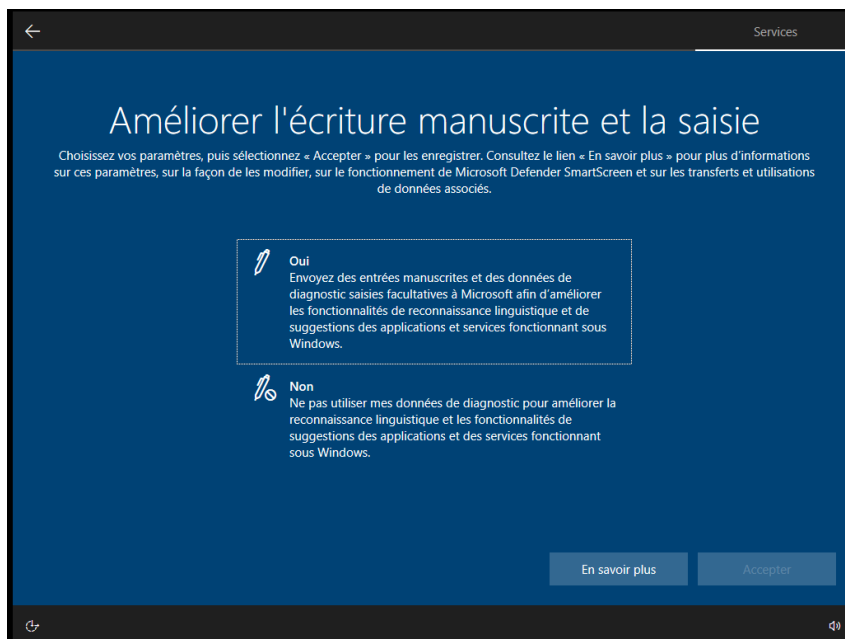 Services
Améliorer l'écriture manuscrite et la saisie
Choisissez vos paramètres, puis sélectionnez « Accepter » pour les enregistrer. Consultez le lien « En savoir plus » pour plus d'informations
sur ces paramètres, sur la façon de les modifier, sur le fonctionnement de Microsoft Defender SmartScreen et sur les transferts et utilisations
de données associés.
Oui
Envoyez des entrées manuscrites et des données de
diagnostic saisies facultatives à Microsoft afin d'améliorer
les fonctionnalités de reconnaissance linguistique et de
suggestions des applications et services fonctionnant sous
Windows.
Non
Ne pas utiliser mes données de diagnostic pour améliorer la
reconnaissance linguistique et les fonctionnalités de
suggestions des applications et des services fonctionnant
sous Windows.
En savoir plus
Accepter